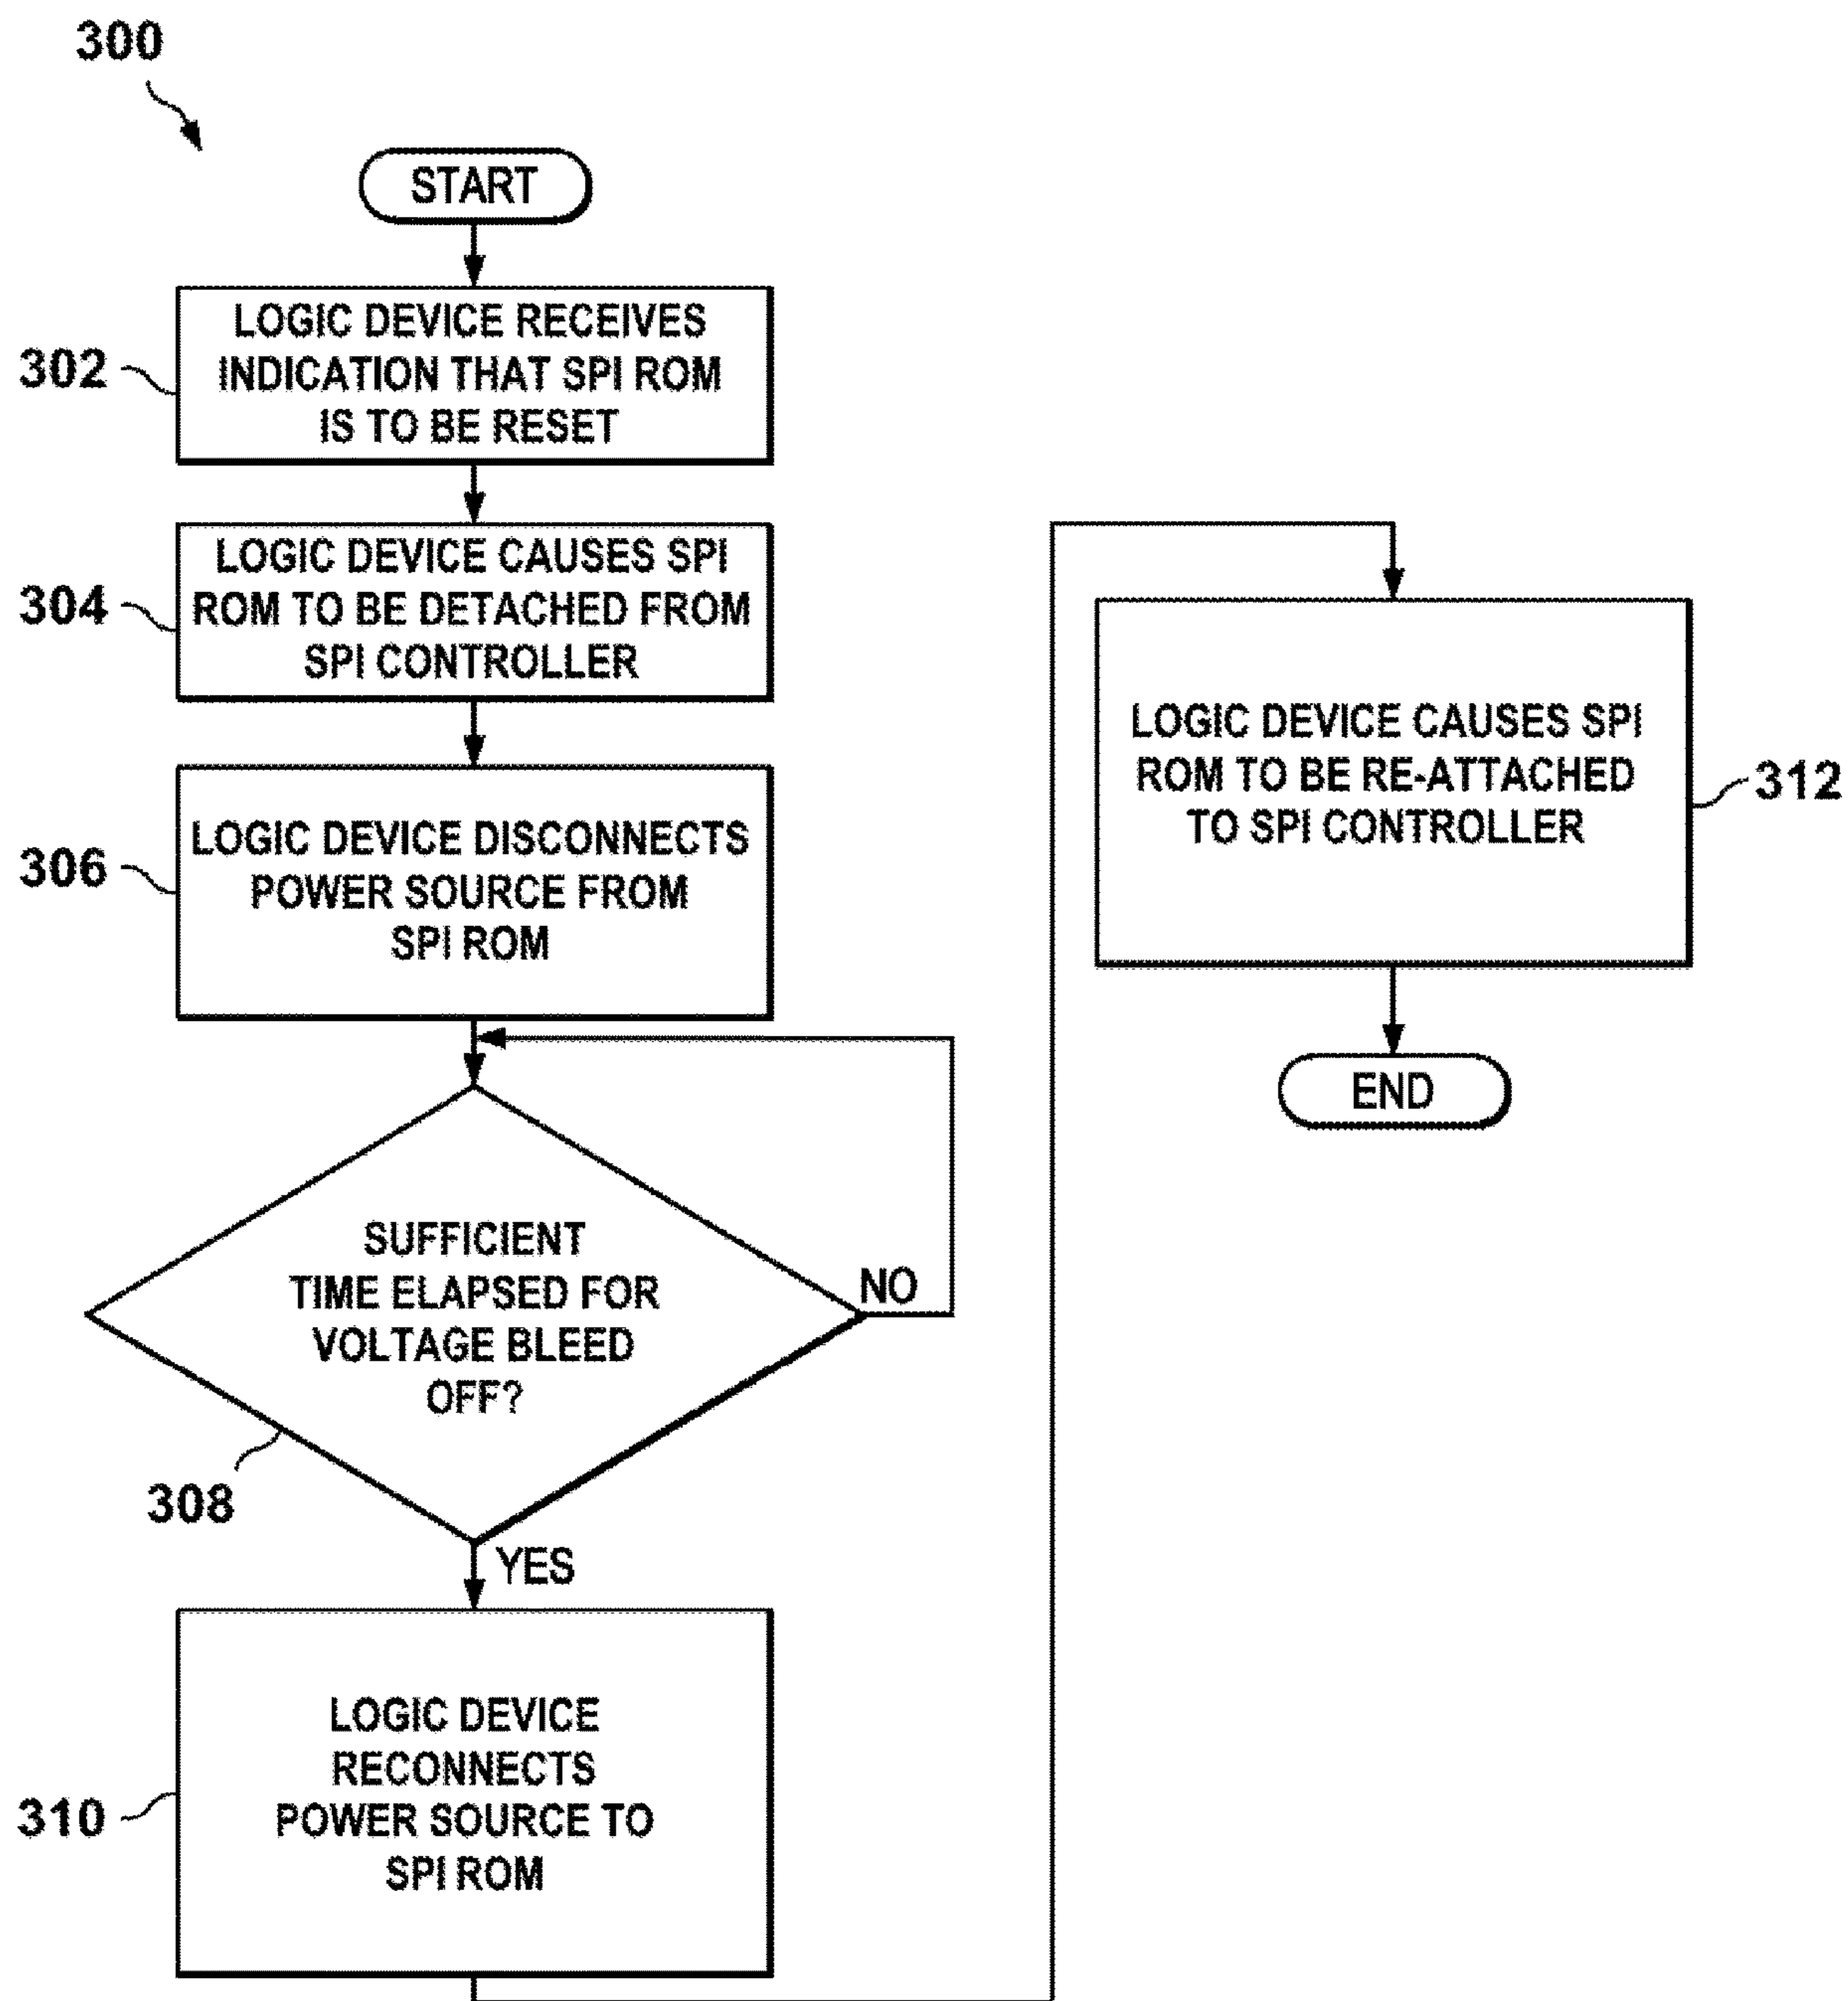 300
START
302
LOGIC DEVICE RECEIVES
INDICATION THAT SPI ROM
IS TO BE RESET
304
LOGIC DEVICE CAUSES SPI
ROM TO BE DETACHED FROM
SPI CONTROLLER
306
LOGIC DEVICE DISCONNECTS
POWER SOURCE FROM
SPI ROM
SUFFICIENT
TIME ELAPSED FOR
VOLTAGE BLEED
OFF?
NO
308
YES
310
LOGIC DEVICE
RECONNECTS
POWER SOURCE TO
SPI ROM
LOGIC DEVICE CAUSES SPI
ROM TO BE RE-ATTACHED
TO SPI CONTROLLER
312
END